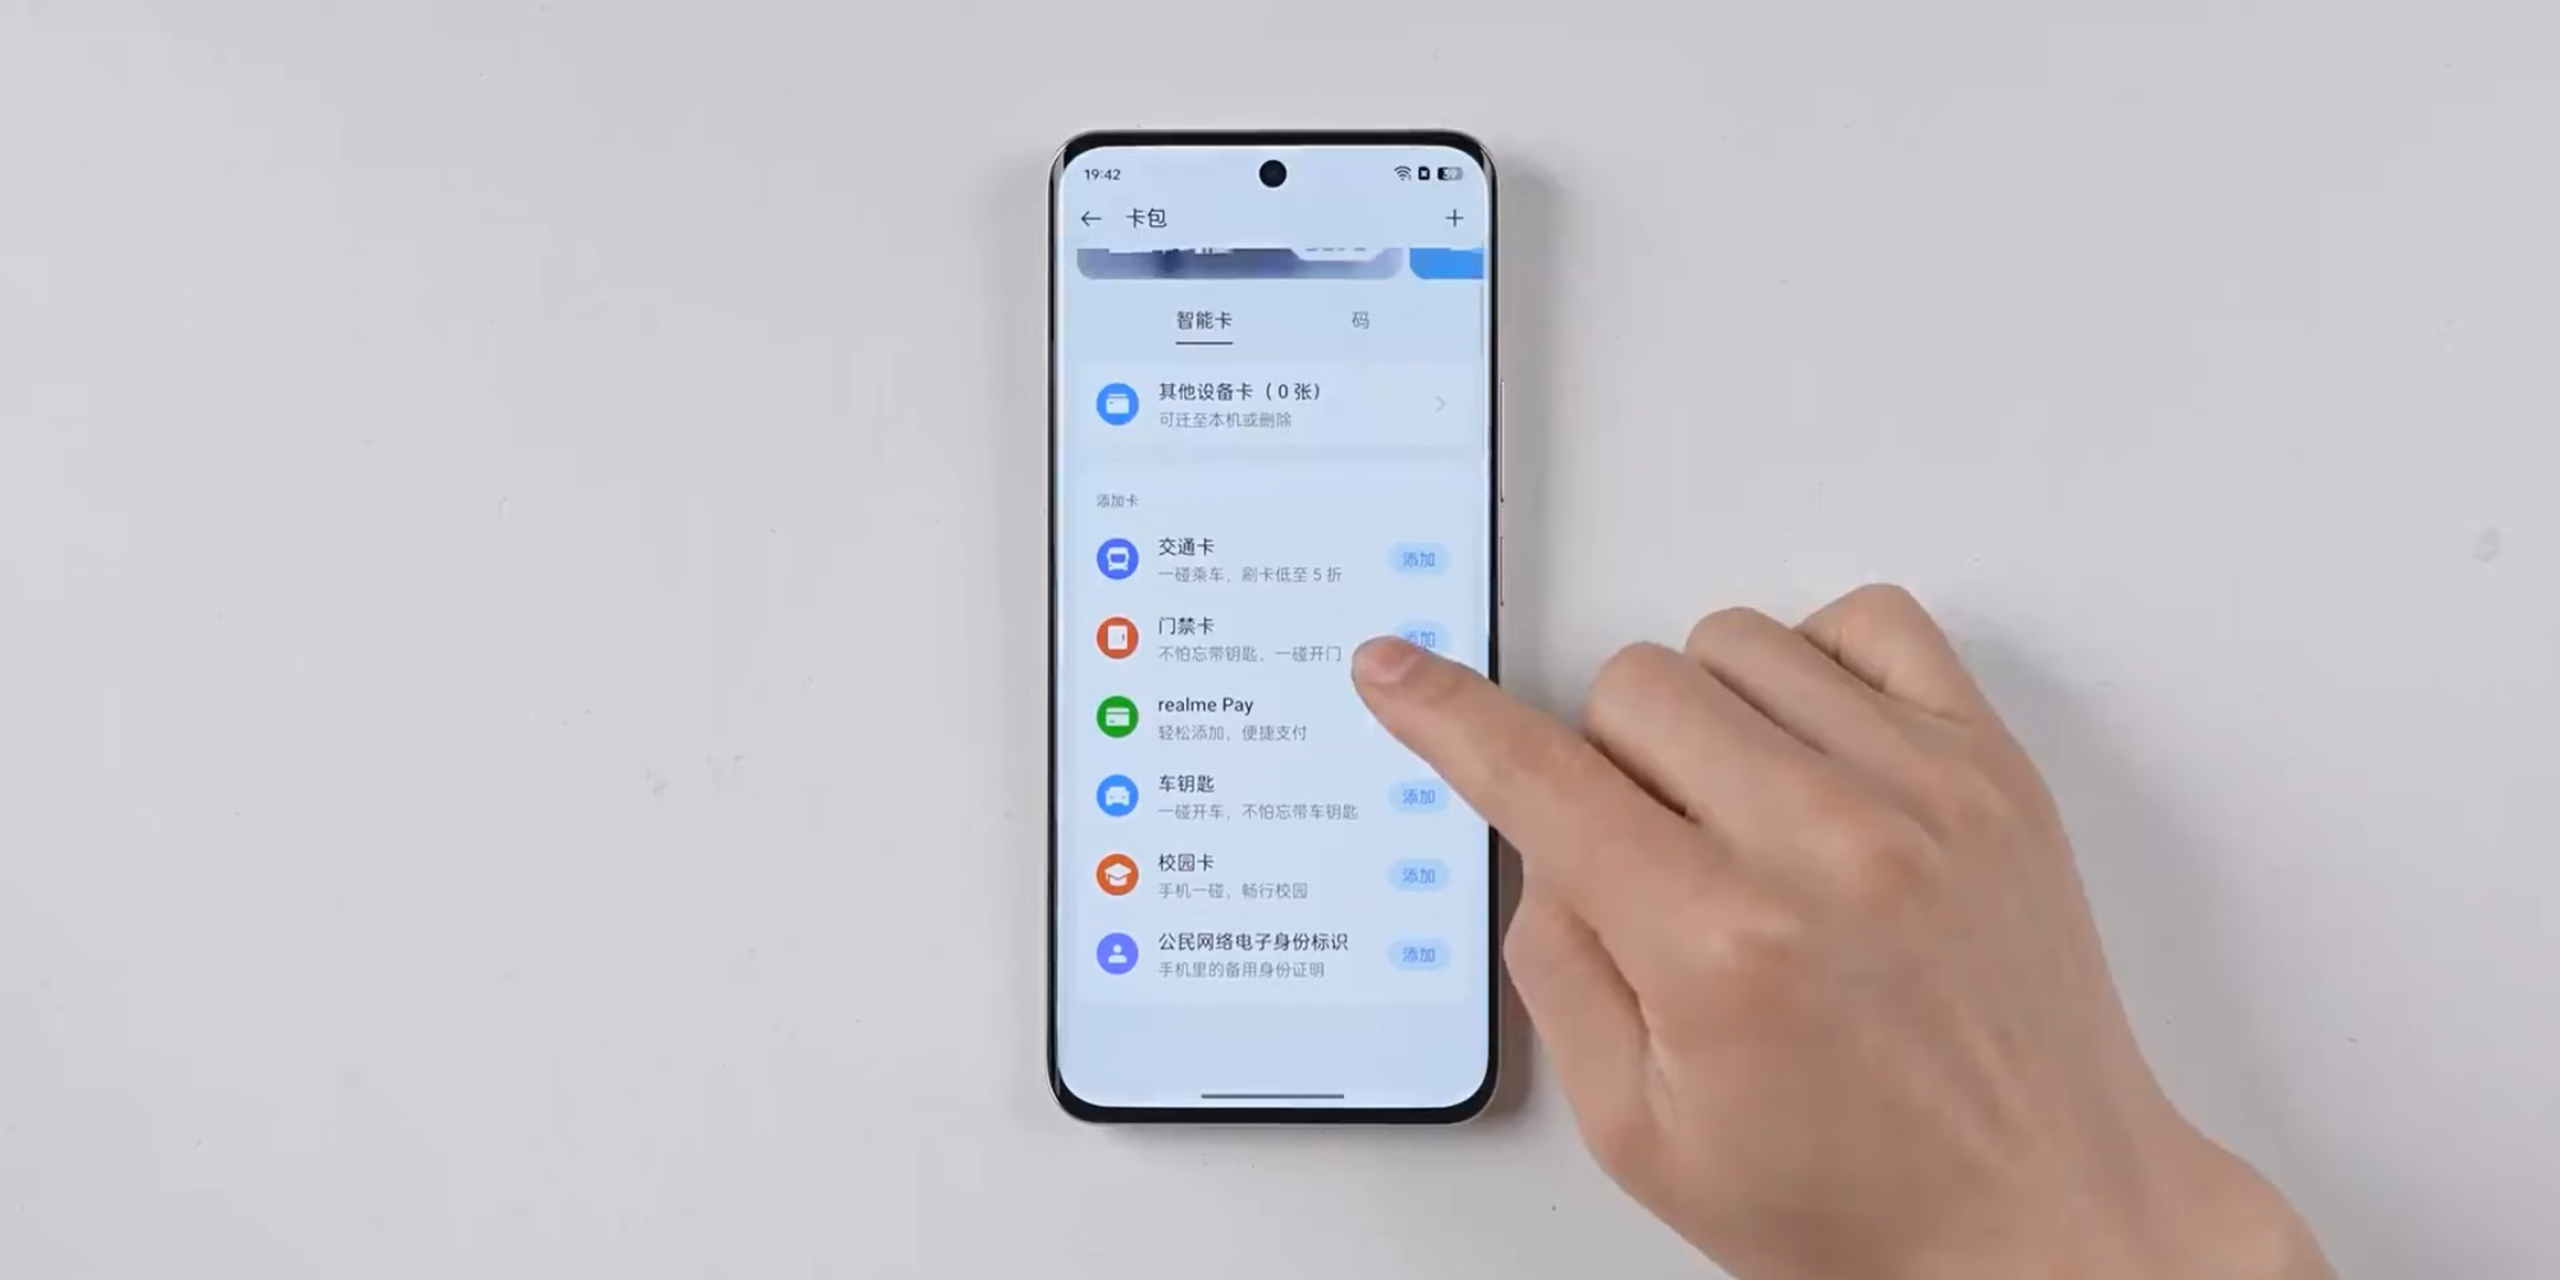 19:42
卡包
智能卡
码
其他设备卡（0 张）
可迁至本机或删除
添加卡
交通卡
一碰乘车，刷卡低至 5 折
添加
门禁卡
不怕忘带钥匙，一碰开门
添加
realme Pay
轻松添加，便捷支付
车钥匙
一碰开车，不怕忘带车钥匙
添加
校园卡
手机一碰，畅行校园
添加
公民网络电子身份标识
手机里的备用身份证明
添加